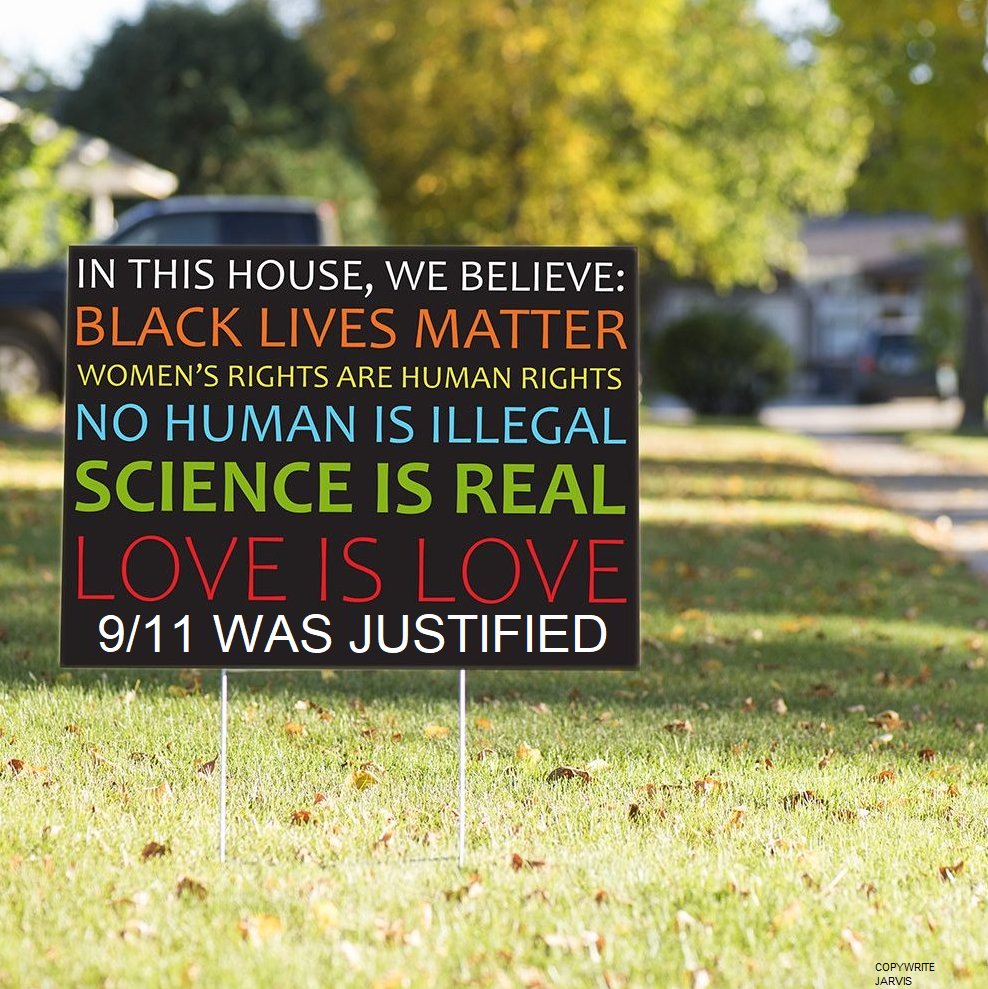 IN THIS HOUSE, WE BELIEVE:
BLACK LIVES MATTER
WOMEN'S RIGHTS ARE HUMAN RIGHTS
NO HUMAN IS ILLEGAL
SCIENCE IS REAL
LOVE IS LOVE
9/11 WAS JUSTIFIED
COPYWRITE
JARVIS